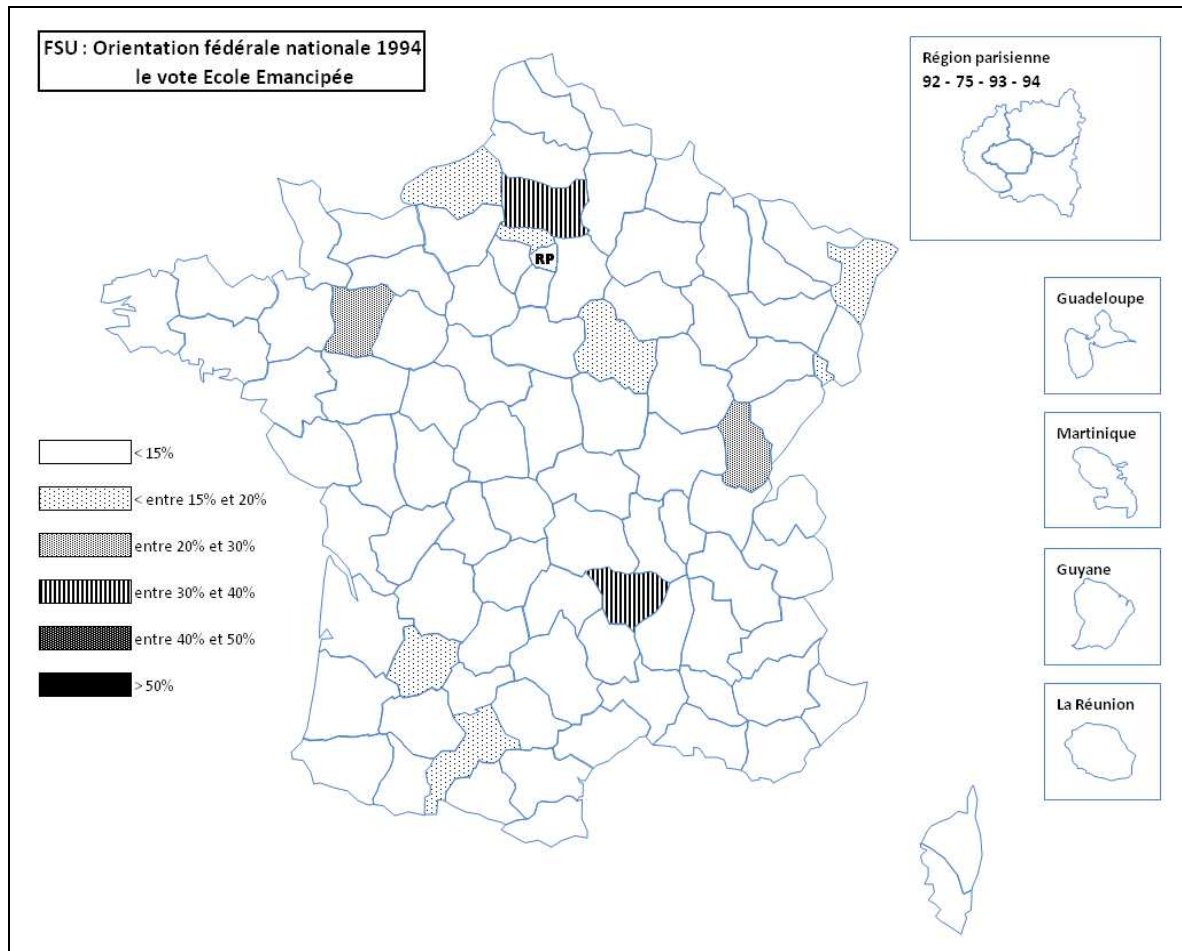 FSU : Orientation fédérale nationale 1994
le vote Ecole Emancipée
Région parisienne
92 - 75 - 93 - 94
RP
Guadeloupe
Martinique
Guyane
La Réunion
< 15%
< entre 15% et 20%
entre 20% et 30%
entre 30% et 40%
entre 40% et 50%
> 50%